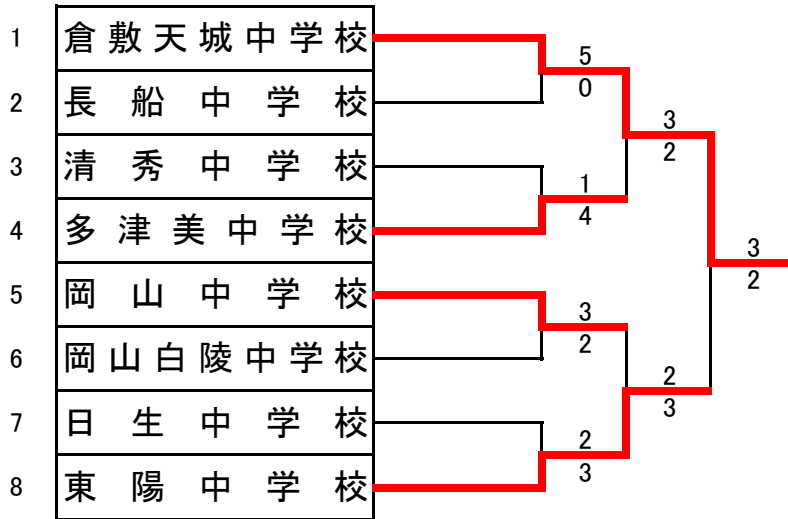 1 倉敷天城中学校
5
2 長船中学校
0
3
2
3 清秀中学校
1
4 多津美中学校
4
3
2
5 岡山中学校
3
6 岡山白陵中学校
2
2
3
7 日生中学校
2
8 東陽中学校
3